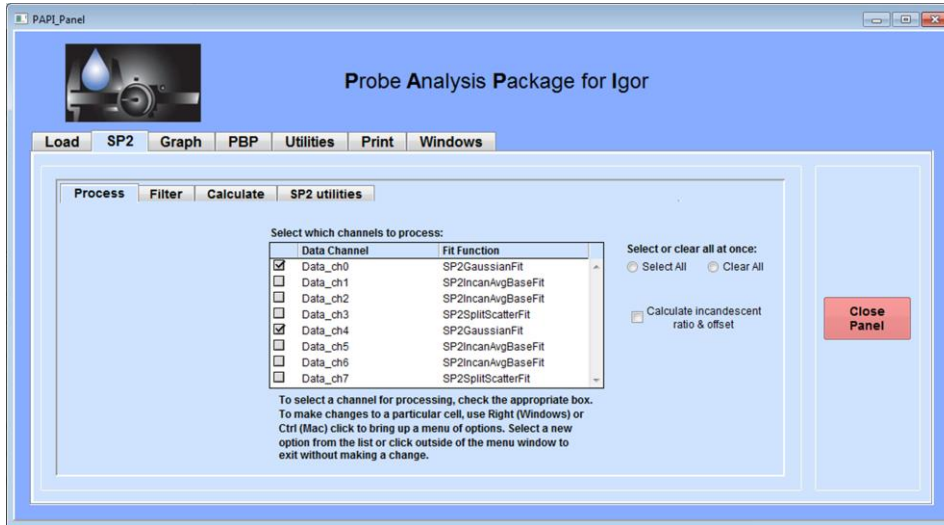 PAPI_Panel
Probe Analysis Package for Igor
Load SP2 Graph PBP Utilities Print Windows
Process Filter Calculate SP2 utilities
Select which channels to process:
Data Channel Fit Function
Data_ch0 SP2GaussianFit
Data_ch1 SP2IncanAvgBaseFit
Data_ch2 SP2IncanAvgBaseFit
Data_ch3 SP2SplitScatterFit
Data_ch4 SP2GaussianFit
Data_ch5 SP2IncanAvgBaseFit
Data_ch6 SP2IncanAvgBaseFit
Data_ch7 SP2SplitScatterFit
To select a channel for processing, check the appropriate box.
To make changes to a particular cell, use Right (Windows) or
Ctrl (Mac) click to bring up a menu of options. Select a new
option from the list or click outside of the menu window to
exit without making a change.
Select or clear all at once:
Select All Clear All
Calculate incandescent
ratio & offset
Close
Panel